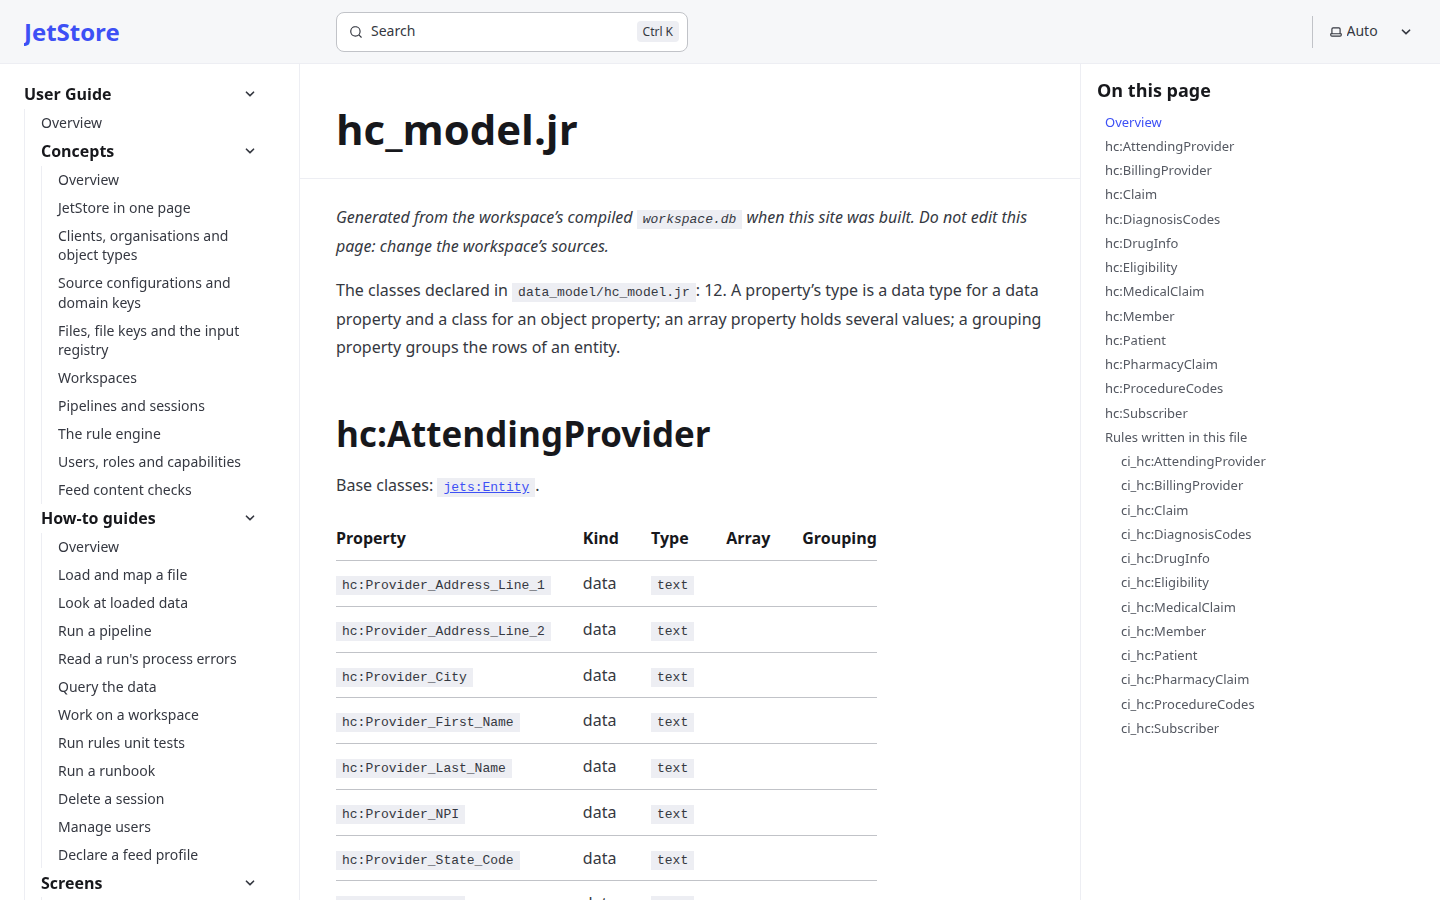 JetStore
Search
Ctrl K
Auto
User Guide
Overview
Concepts
Overview
JetStore in one page
Clients, organisations and
object types
Source configurations and
domain keys
Files, file keys and the input
registry
Workspaces
Pipelines and sessions
The rule engine
Users, roles and capabilities
Feed content checks
How-to guides
Overview
Load and map a file
Look at loaded data
Run a pipeline
Read a run's process errors
Query the data
Work on a workspace
Run rules unit tests
Run a runbook
Delete a session
Manage users
Declare a feed profile
Screens
hc_model.jr
Generated from the workspace’s compiled workspace.db when this site was built. Do not edit this
page: change the workspace’s sources.
The classes declared in data_model/hc_model.jr: 12. A property’s type is a data type for a data
property and a class for an object property; an array property holds several values; a grouping
property groups the rows of an entity.
hc:AttendingProvider
Base classes: jets:Entity.
Property Kind Type Array Grouping
hc:Provider_Address_Line_1 data text
hc:Provider_Address_Line_2 data text
hc:Provider_City data text
hc:Provider_First_Name data text
hc:Provider_Last_Name data text
hc:Provider_NPI data text
hc:Provider_State_Code data text
On this page
Overview
hc:AttendingProvider
hc:BillingProvider
hc:Claim
hc:DiagnosisCodes
hc:DrugInfo
hc:Eligibility
hc:MedicalClaim
hc:Member
hc:Patient
hc:PharmacyClaim
hc:ProcedureCodes
hc:Subscriber
Rules written in this file
ci_hc:AttendingProvider
ci_hc:BillingProvider
ci_hc:Claim
ci_hc:DiagnosisCodes
ci_hc:DrugInfo
ci_hc:Eligibility
ci_hc:MedicalClaim
ci_hc:Member
ci_hc:Patient
ci_hc:PharmacyClaim
ci_hc:ProcedureCodes
ci_hc:Subscriber